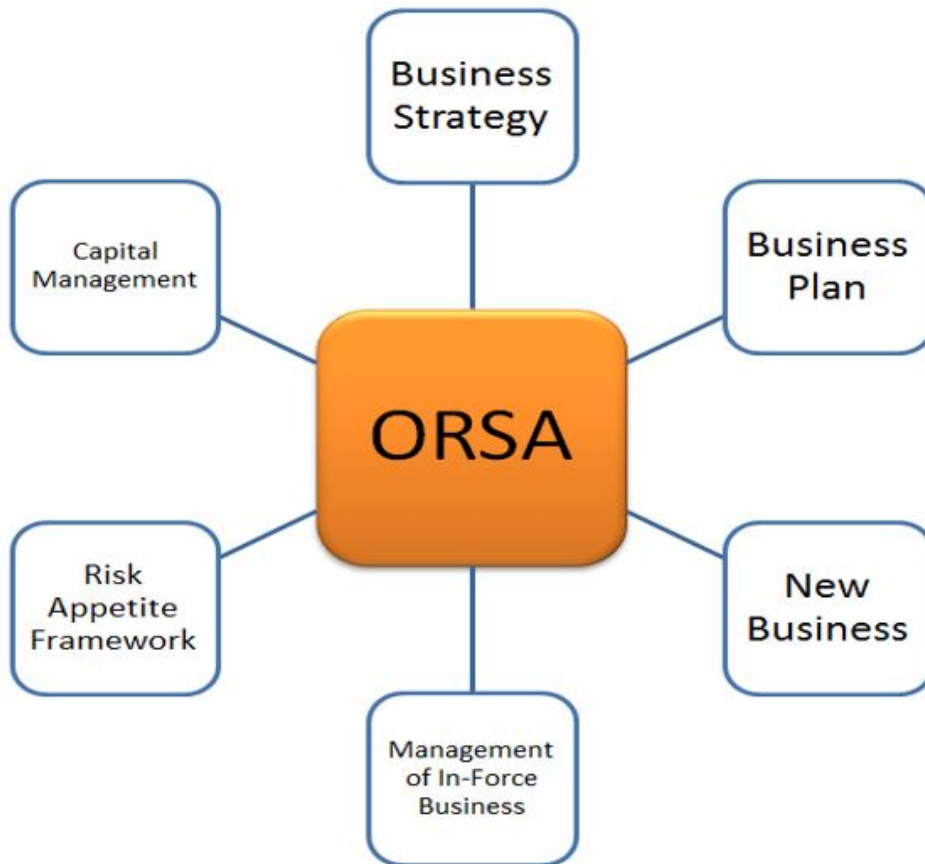 Business
Strategy
Capital
Management
Business
Plan
ORSA
Risk
Appetite
Framework
New
Business
Management
of In-Force
Business